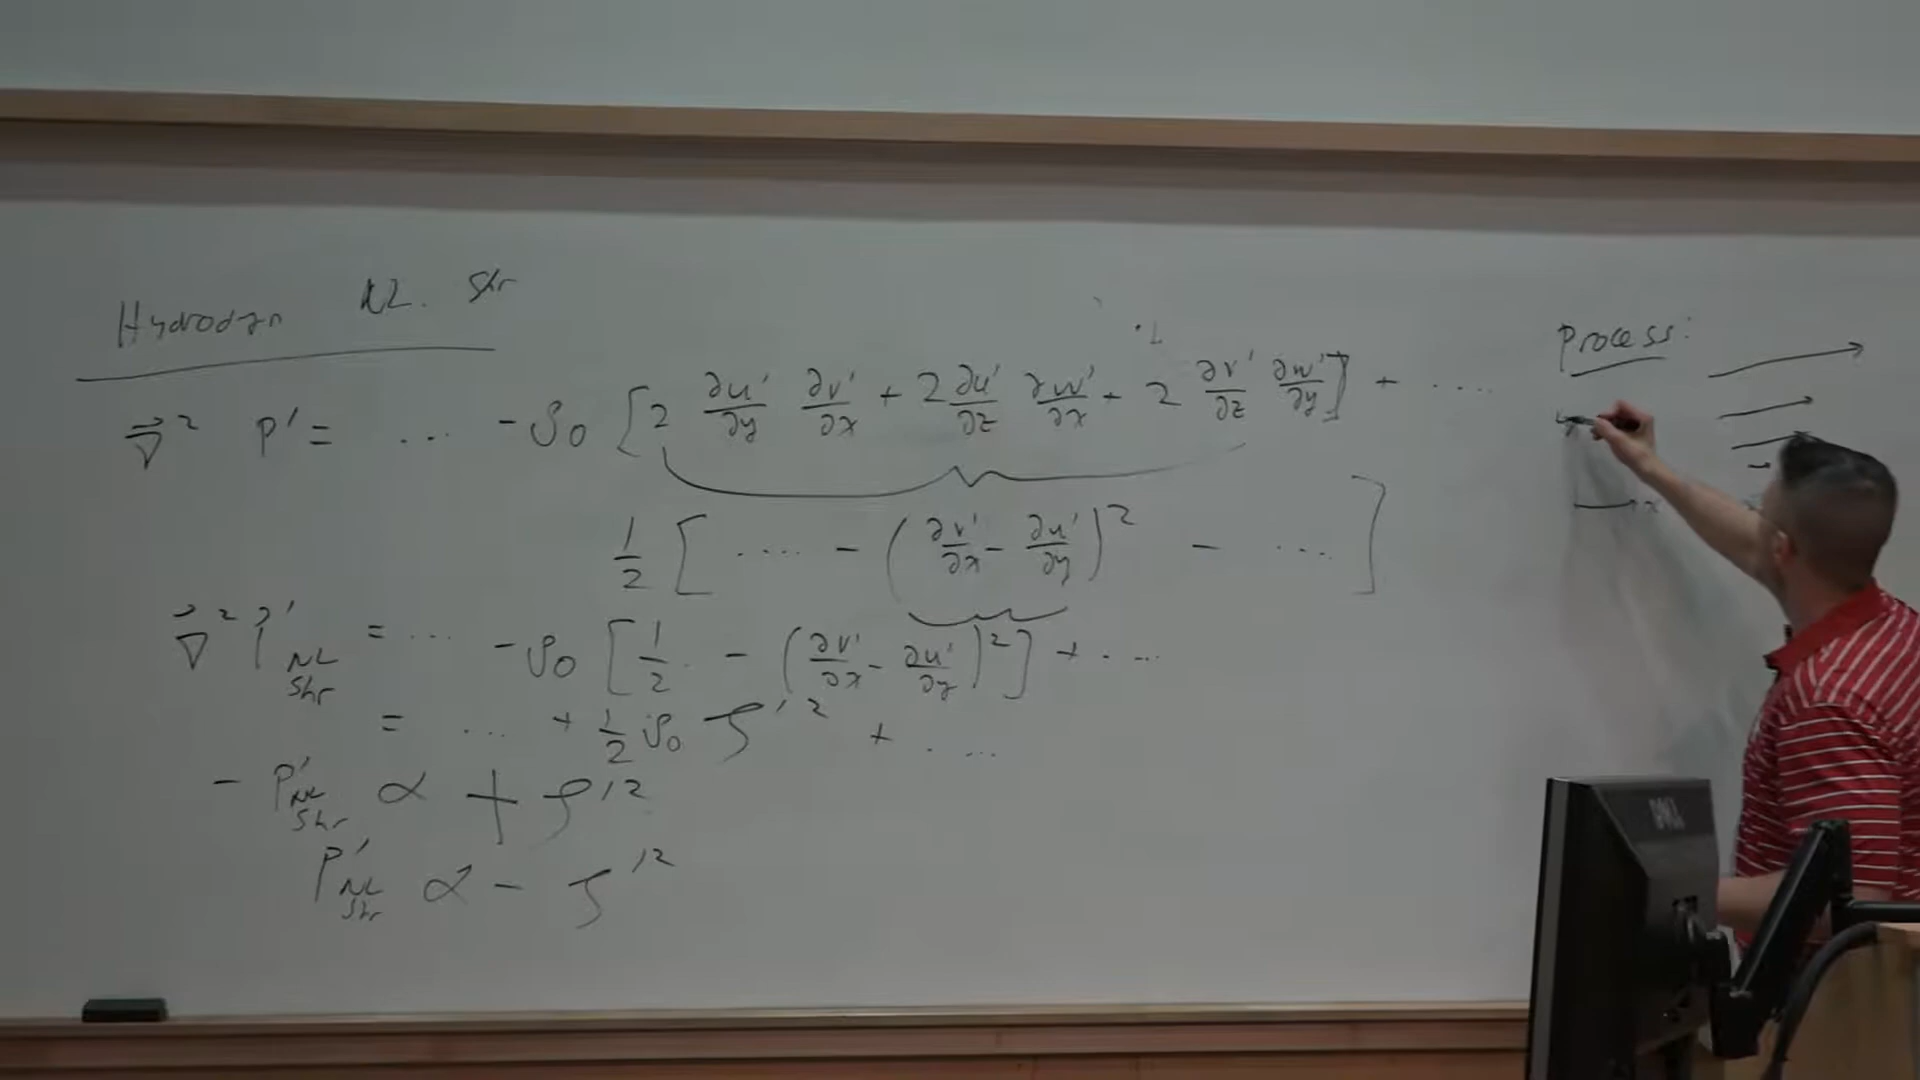 Hydrodyn NL. Shr
∇⃗² P' = ... -ρ₀ [2 ∂u'/∂y ∂v'/∂x + 2 ∂u'/∂z ∂w'/∂x + 2 ∂v'/∂z ∂w'/∂y] + ....
1/2 [ .... - (∂v'/∂x - ∂u'/∂y)² - .... ]
∇⃗² P'NL Shr = ... -ρ₀ [1/2 . - (∂v'/∂x - ∂u'/∂y)²] + ....
= ... + 1/2 ρ₀ ζ'² + ....
- P'NL Shr ∝ + ζ'²
P'NL Shr ∝ - ζ'²
Process:
y
x
DELL